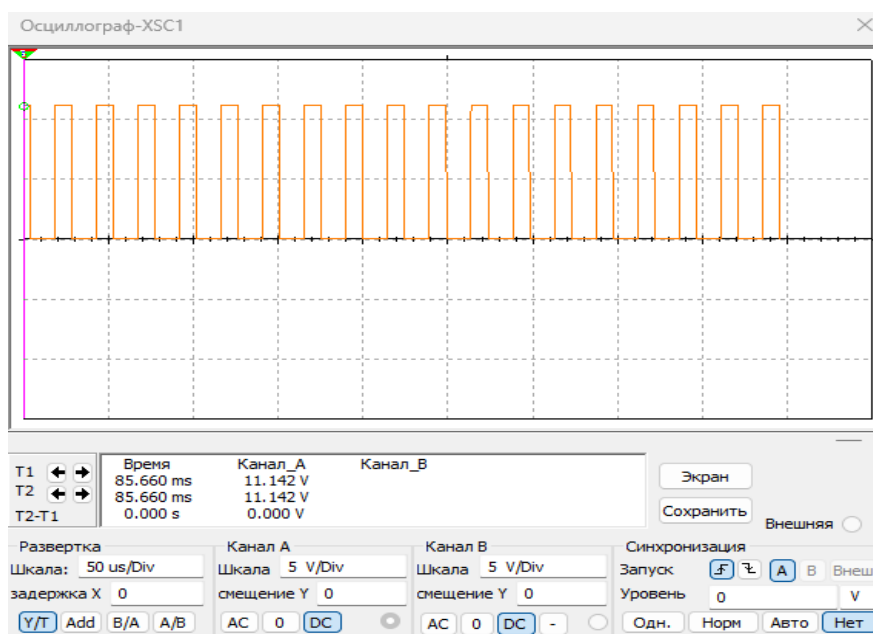 Осциллограф-XSC1
Время Канал_A Канал_B
T1 85.660 ms 11.142 V
T2 85.660 ms 11.142 V
T2-T1 0.000 s 0.000 V
Экран
Сохранить
Внешняя
Развертка Канал A Канал B Синхронизация
Шкала: 50 us/Div Шкала 5 V/Div Шкала 5 V/Div Запуск A B Внеш
задержка X 0 смещение Y 0 смещение Y 0 Уровень 0 V
Y/T Add B/A A/B AC 0 DC AC 0 DC - Одн. Норм Авто Нет